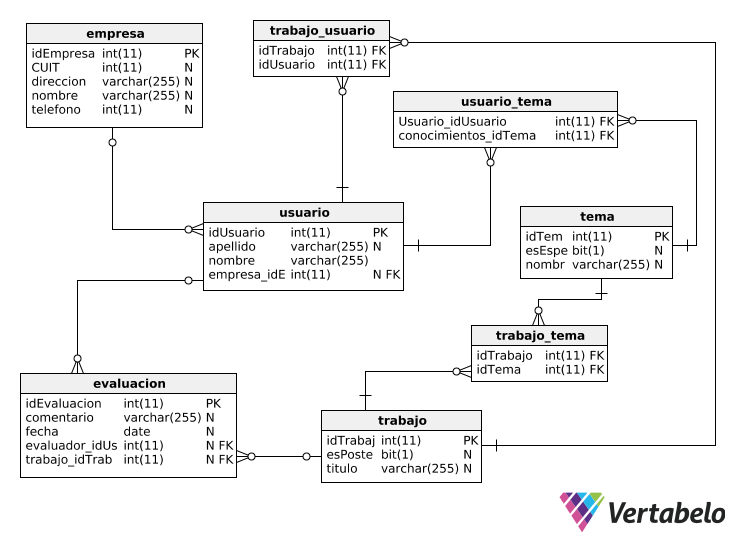 empresa
idEmpresa int(11) PK
CUIT int(11) N
direccion varchar(255) N
nombre varchar(255) N
telefono int(11) N
trabajo_usuario
idTrabajo int(11) FK
idUsuario int(11) FK
usuario_tema
Usuario_idUsuario int(11) FK
conocimientos_idTema int(11) FK
usuario
idUsuario int(11) PK
apellido varchar(255) N
nombre varchar(255)
empresa_idE int(11) N FK
tema
idTem int(11) PK
esEspe bit(1) N
nombr varchar(255) N
trabajo_tema
idTrabajo int(11) FK
idTema int(11) FK
evaluacion
idEvaluacion int(11) PK
comentario varchar(255) N
fecha date N
evaluador_idUs int(11) N FK
trabajo_idTrab int(11) N FK
trabajo
idTrabaj int(11) PK
esPoste bit(1) N
titulo varchar(255) N
Vertabelo